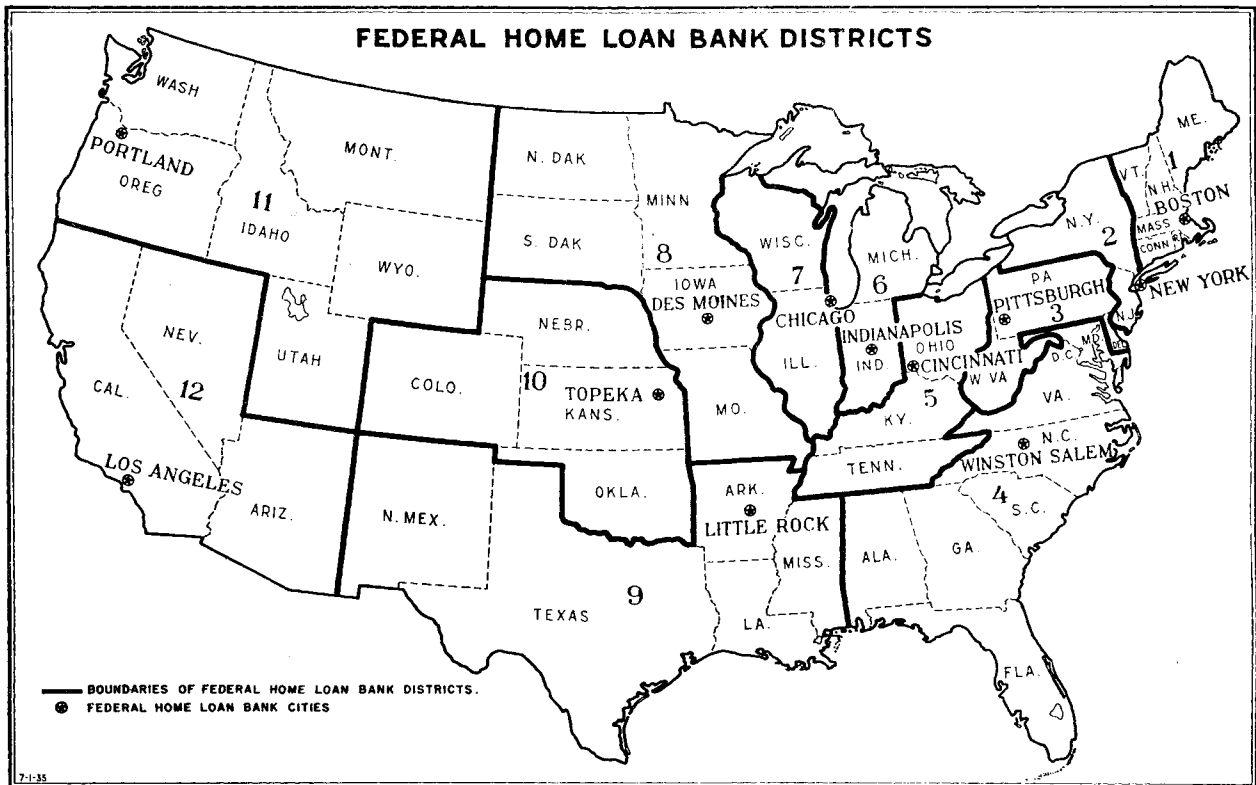 FEDERAL HOME LOAN BANK DISTRICTS
WASH
PORTLAND
OREG
MONT.
11
IDAHO
WYO.
N. DAK
S. DAK
MINN
8
IOWA
DES MOINES
WISC.
7
MICH.
6
CHICAGO
ILL.
INDIANAPOLIS
IND.
OHIO
CINCINNATI
5
KY.
W VA
PA
PITTSBURGH
3
N.Y.
2
NEW YORK
N.J.
VT.
N.H.
1
ME.
BOSTON
MASS
CONN
R.I.
MD.
D.C.
DEL
VA.
NEV.
CAL.
12
UTAH
LOS ANGELES
ARIZ.
COLO.
NEBR.
10
TOPEKA
KANS.
MO.
TENN.
N.C.
WINSTON SALEM
4
S.C.
N. MEX.
OKLA.
ARK.
LITTLE ROCK
MISS.
ALA.
GA.
TEXAS
9
LA.
FLA.
BOUNDARIES OF FEDERAL HOME LOAN BANK DISTRICTS.
FEDERAL HOME LOAN BANK CITIES
7-1-35